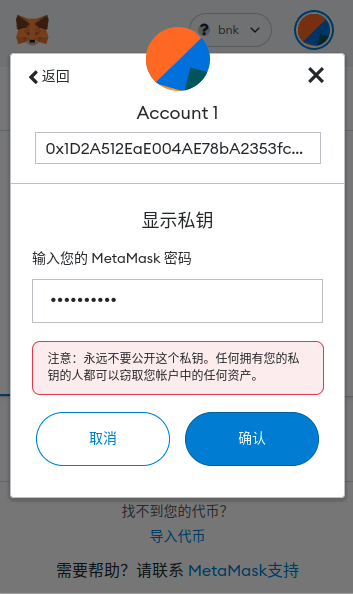 ? bnk
返回
Account 1
0x1D2A512EaE004AE78bA2353fc...
显示私钥
输入您的 MetaMask 密码
••••••••••
注意：永远不要公开这个私钥。任何拥有您的私
钥的人都可以窃取您帐户中的任何资产。
取消 确认
找不到您的代币？
导入代币
需要帮助？请联系 MetaMask支持